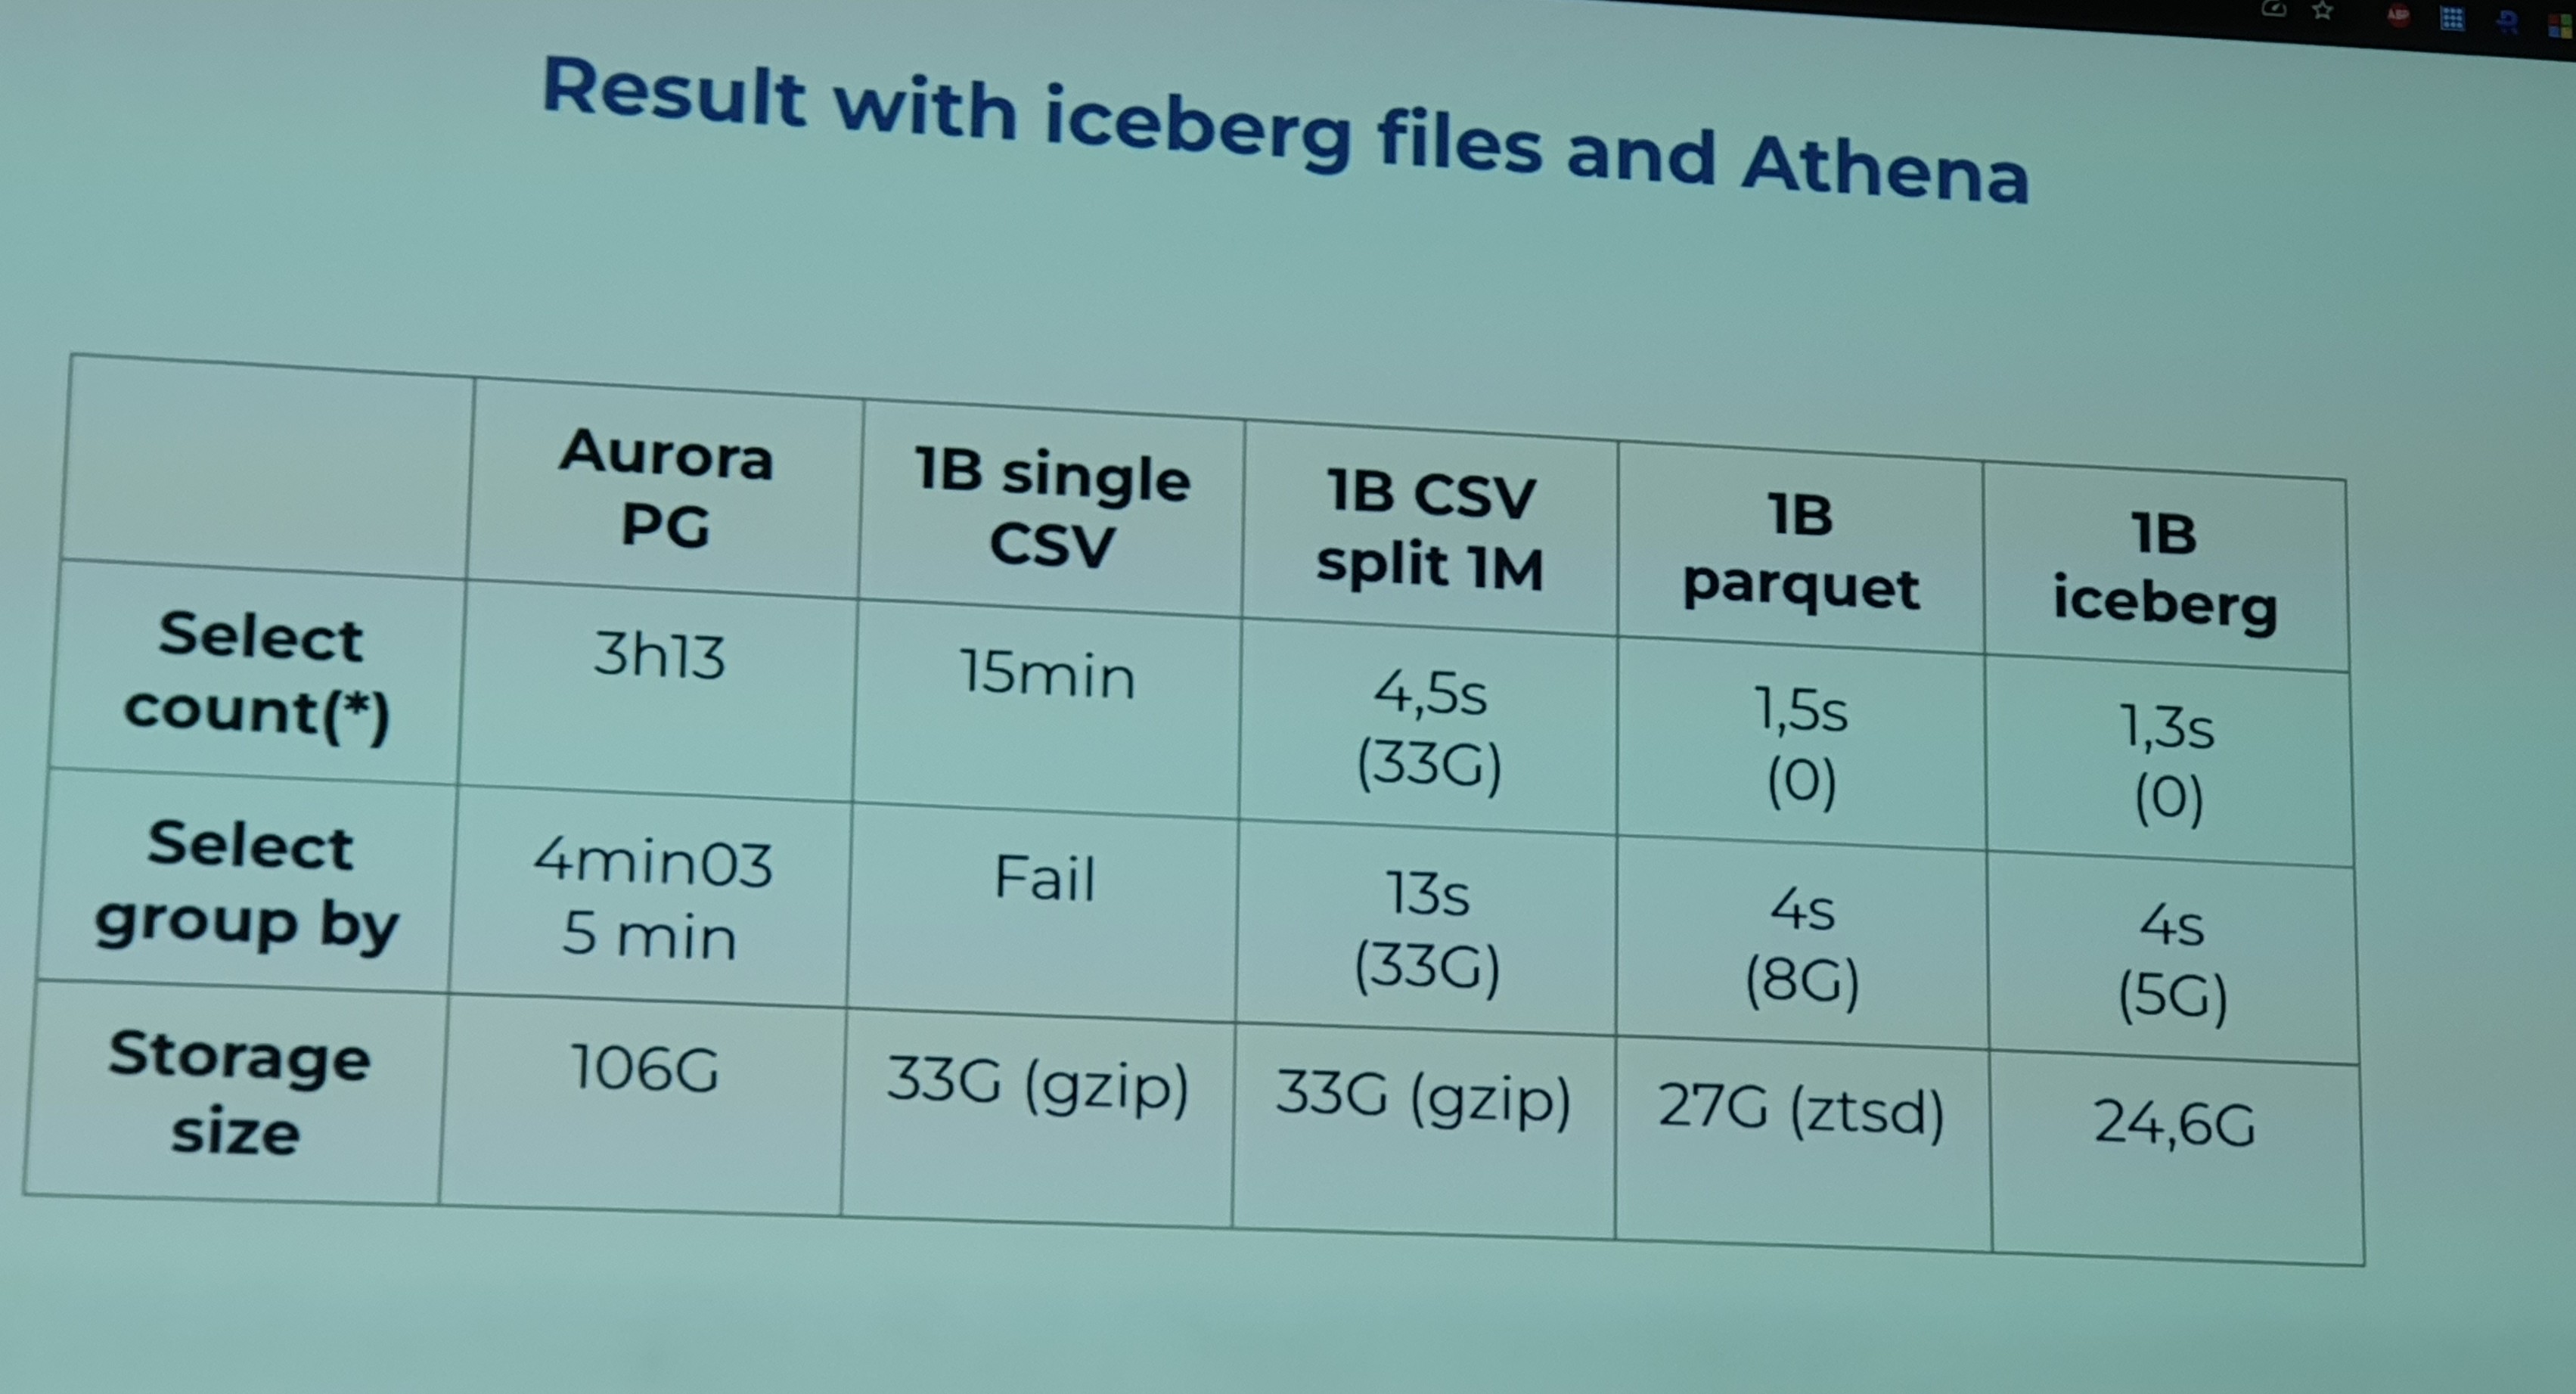 ABP
Result with iceberg files and Athena
Aurora
PG
1B single
CSV
1B CSV
split 1M
1B
parquet
1B
iceberg
Select
count(*)
3h13
15min
4,5s
(33G)
1,5s
(0)
1,3s
(0)
Select
group by
4min03
5 min
Fail
13s
(33G)
4s
(8G)
4s
(5G)
Storage
size
106G
33G (gzip)
33G (gzip)
27G (ztsd)
24,6G